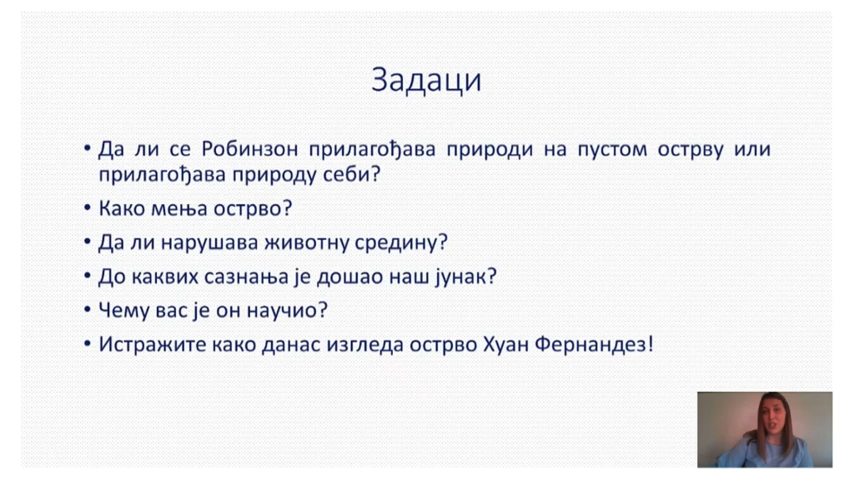 Задаци
• Да ли се Робинзон прилагођава природи на пустом острву или
прилагођава природу себи?
• Како мења острво?
• Да ли нарушава животну средину?
• До каквих сазнања је дошао наш јунак?
• Чему вас је он научио?
• Истражите како данас изгледа острво Хуан Фернандез!